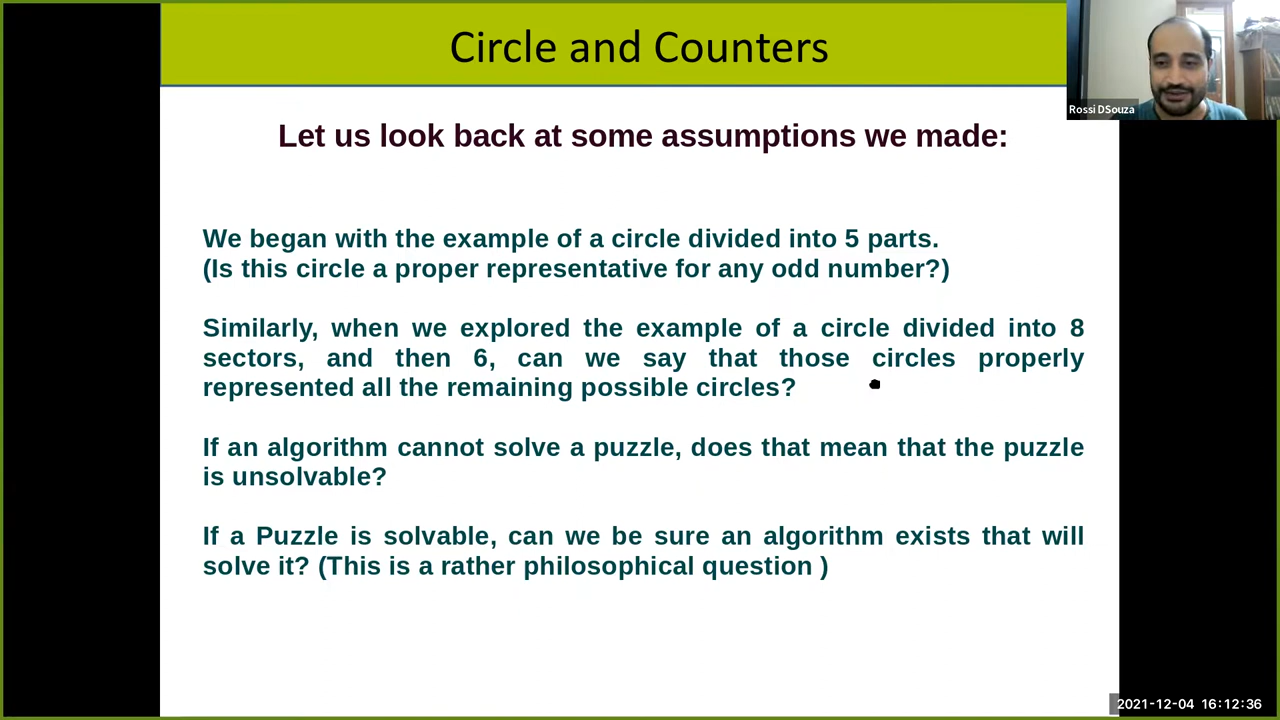 Circle and Counters
Rossi DSouza
Let us look back at some assumptions we made:
We began with the example of a circle divided into 5 parts.
(Is this circle a proper representative for any odd number?)
Similarly, when we explored the example of a circle divided into 8
sectors, and then 6, can we say that those circles properly
represented all the remaining possible circles?
If an algorithm cannot solve a puzzle, does that mean that the puzzle
is unsolvable?
If a Puzzle is solvable, can we be sure an algorithm exists that will
solve it? (This is a rather philosophical question )
2021-12-04 16:12:36